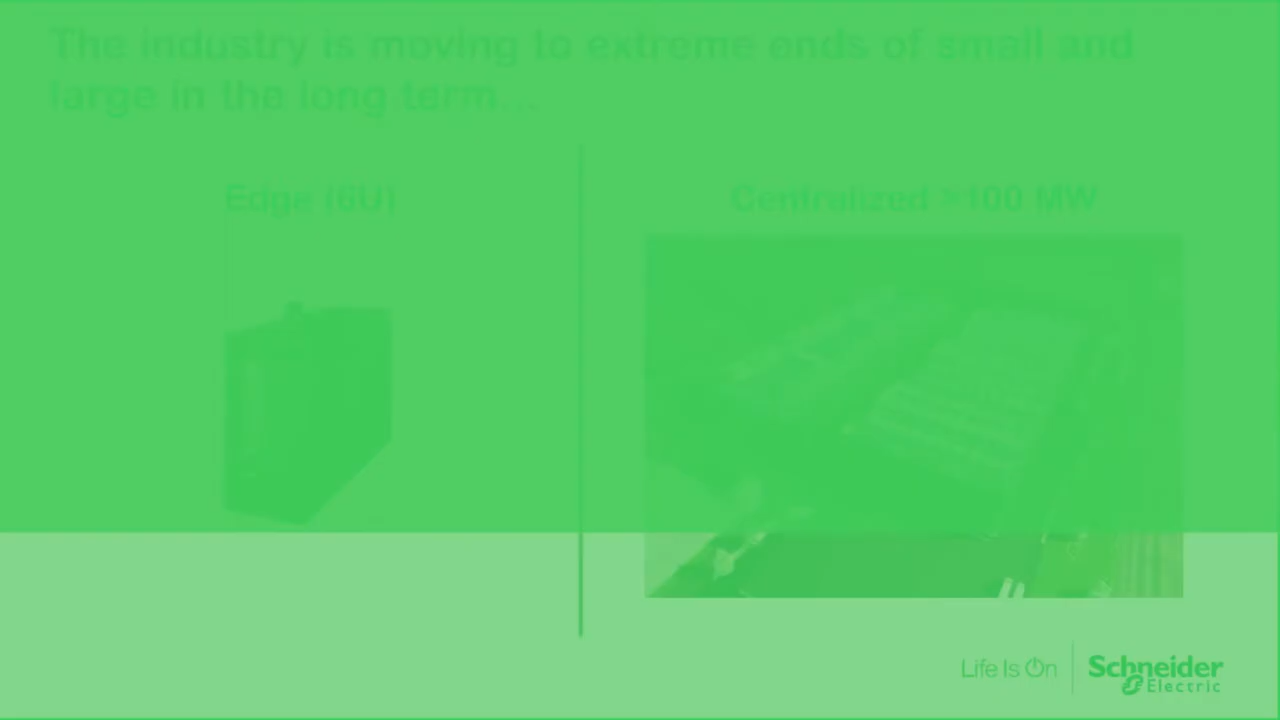 The industry is moving to extreme ends of small and
large in the long term...
Edge (6U)
Centralized >100 MW
Life Is On
Schneider
Electric